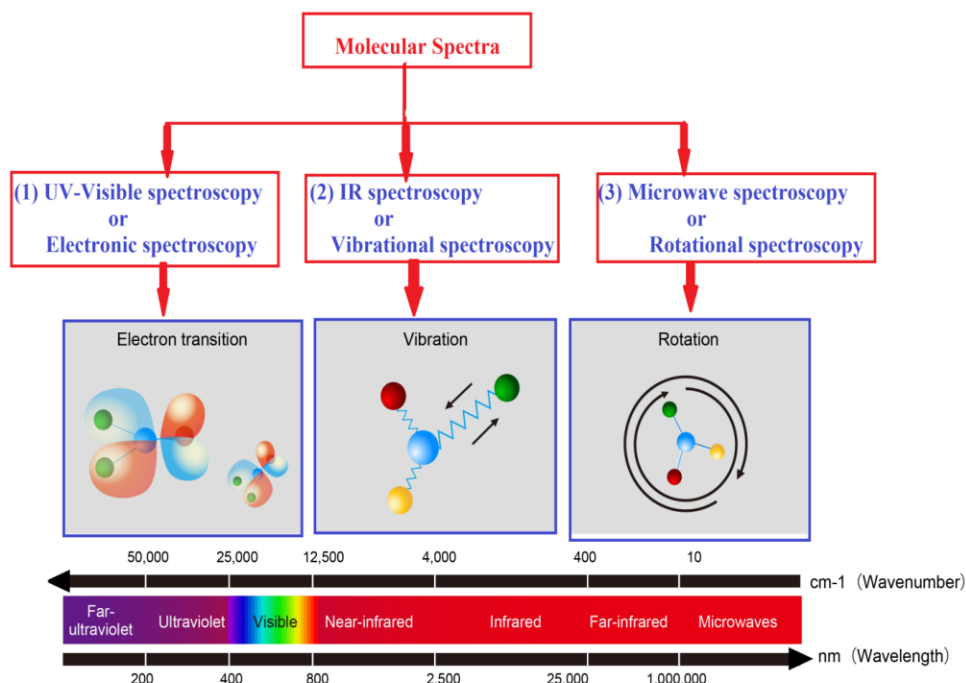 Molecular Spectra
(1) UV-Visible spectroscopy
or
Electronic spectroscopy
(2) IR spectroscopy
or
Vibrational spectroscopy
(3) Microwave spectroscopy
or
Rotational spectroscopy
Electron transition
Vibration
Rotation
50,000 25,000 12,500 4,000 400 10
cm-1 (Wavenumber)
Far-
ultraviolet
Ultraviolet
Visible
Near-infrared
Infrared
Far-infrared
Microwaves
nm (Wavelength)
200 400 800 2,500 25,000 1,000,000